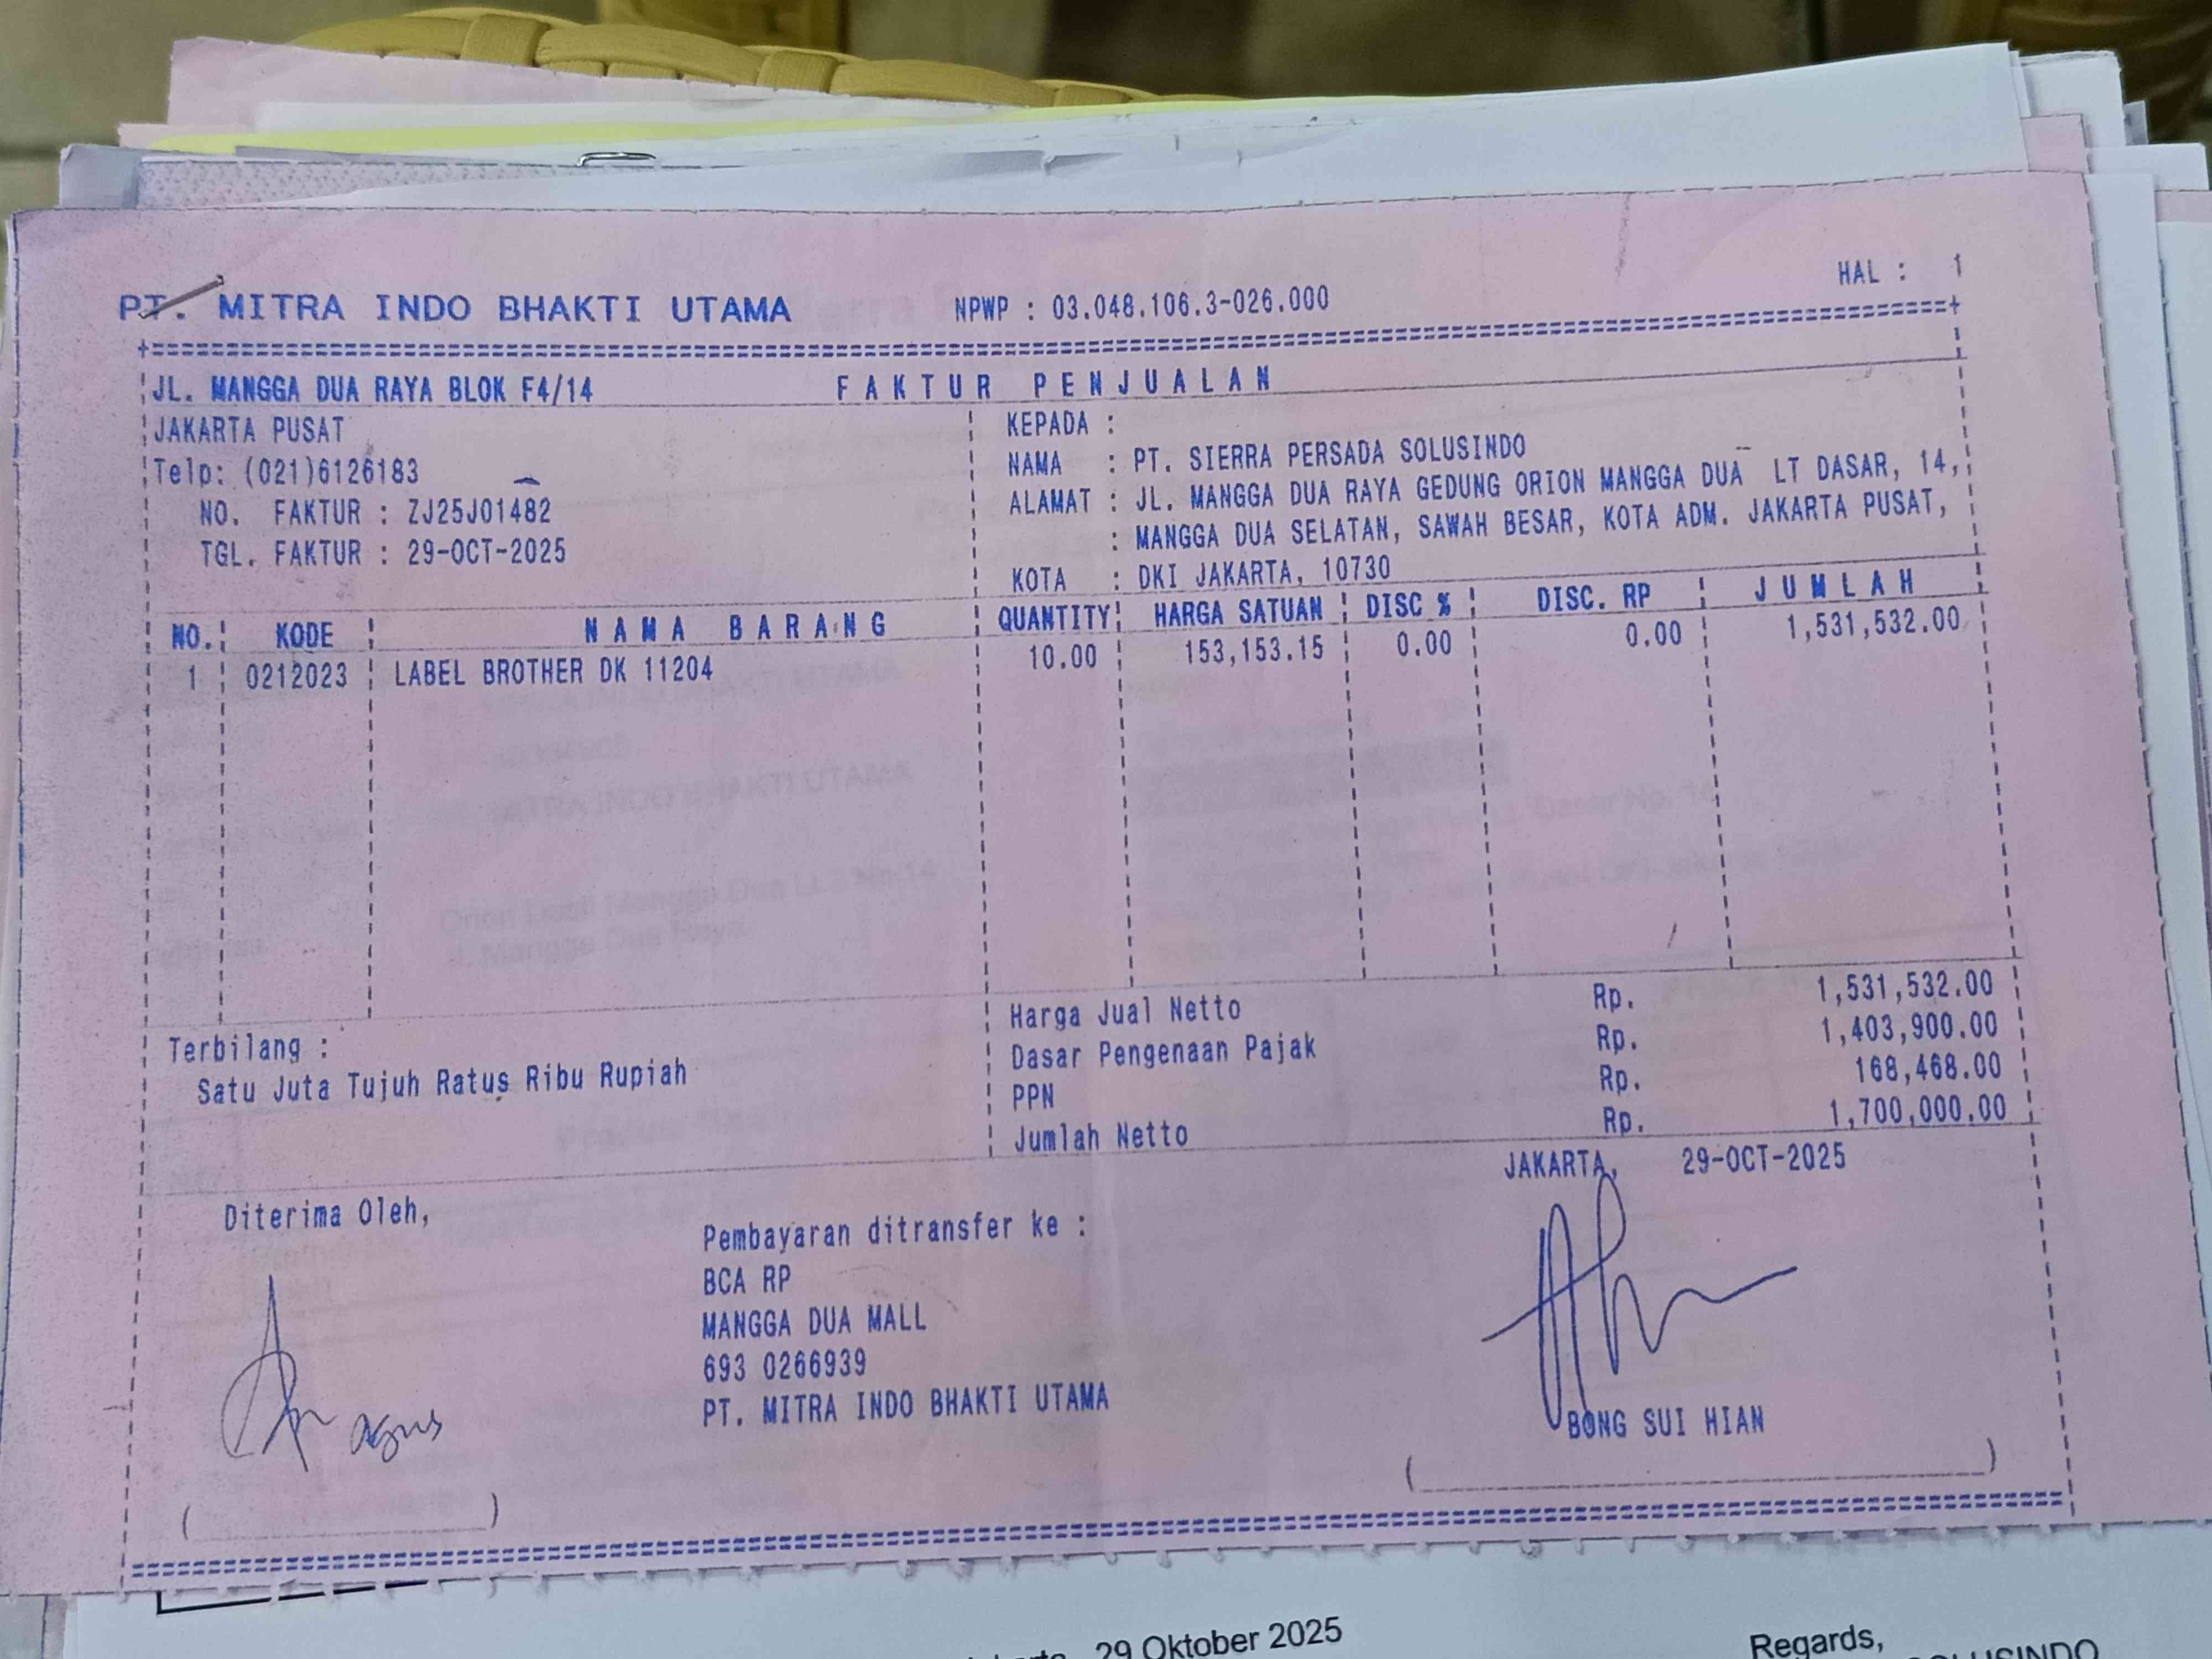 PT. MITRA INDO BHAKTI UTAMA NPWP : 03.048.106.3-026.000 HAL : 1
JL. MANGGA DUA RAYA BLOK F4/14 FAKTUR PENJUALAN
JAKARTA PUSAT
Telp: (021)6126183
NO. FAKTUR : ZJ25J01482
TGL. FAKTUR : 29-OCT-2025
KEPADA :
NAMA : PT. SIERRA PERSADA SOLUSINDO
ALAMAT : JL. MANGGA DUA RAYA GEDUNG ORION MANGGA DUA LT DASAR, 14,
: MANGGA DUA SELATAN, SAWAH BESAR, KOTA ADM. JAKARTA PUSAT,
KOTA : DKI JAKARTA, 10730
NO. KODE NAMA BARANG QUANTITY HARGA SATUAN DISC % DISC. RP JUMLAH
1 0212023 LABEL BROTHER DK 11204 10.00 153,153.15 0.00 0.00 1,531,532.00
Harga Jual Netto Rp. 1,531,532.00
Dasar Pengenaan Pajak Rp. 1,403,900.00
PPN Rp. 168,468.00
Jumlah Netto Rp. 1,700,000.00
Terbilang :
Satu Juta Tujuh Ratus Ribu Rupiah
JAKARTA, 29-OCT-2025
Diterima Oleh,
Agus
Pembayaran ditransfer ke :
BCA RP
MANGGA DUA MALL
693 0266939
PT. MITRA INDO BHAKTI UTAMA
BONG SUI HIAN
29 Oktober 2025
Regards,